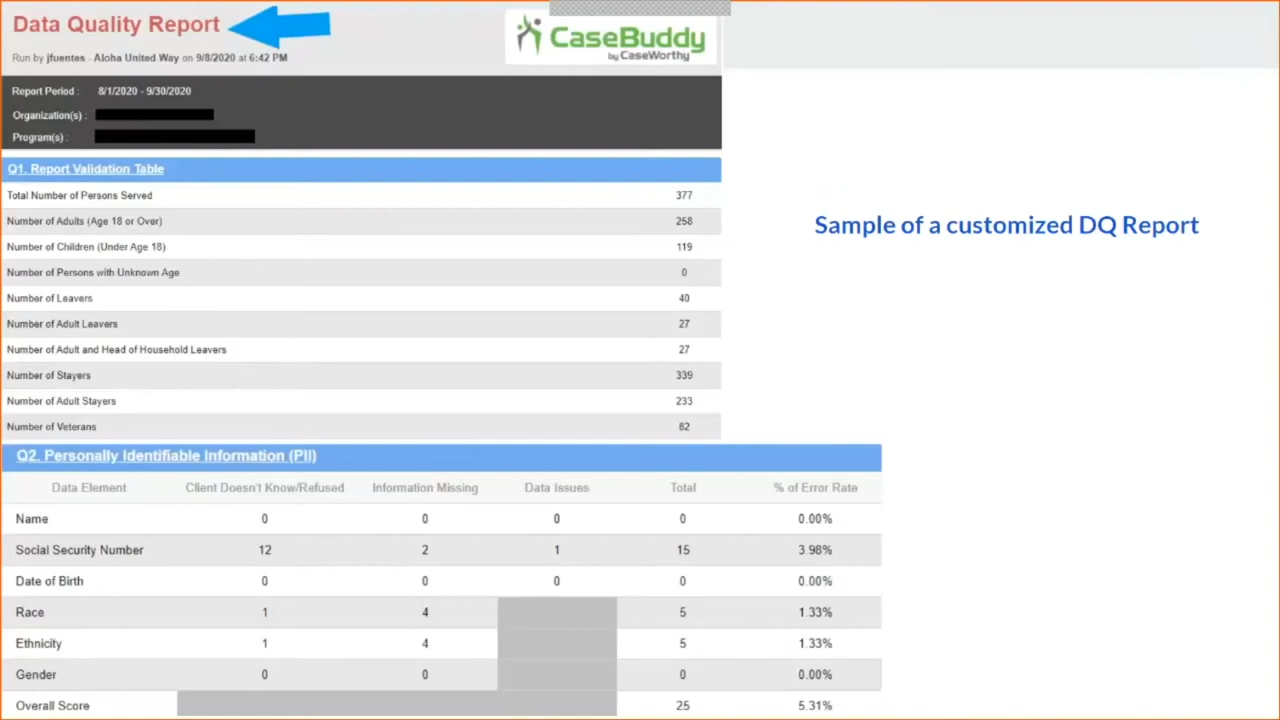 Data Quality Report
CaseBuddy
by CaseWorthy
Run by jfuentes - Aloha United Way on 9/8/2020 at 6:42 PM
Report Period : 8/1/2020 - 9/30/2020
Organization(s) :
Program(s) :
Q1. Report Validation Table
Total Number of Persons Served 377
Number of Adults (Age 18 or Over) 258
Number of Children (Under Age 18) 119
Number of Persons with Unknown Age 0
Number of Leavers 40
Number of Adult Leavers 27
Number of Adult and Head of Household Leavers 27
Number of Stayers 339
Number of Adult Stayers 233
Number of Veterans 82
Sample of a customized DQ Report
Q2. Personally Identifiable Information (PII)
Data Element Client Doesn't Know/Refused Information Missing Data Issues Total % of Error Rate
Name 0 0 0 0 0.00%
Social Security Number 12 2 1 15 3.98%
Date of Birth 0 0 0 0 0.00%
Race 1 4 5 1.33%
Ethnicity 1 4 5 1.33%
Gender 0 0 0 0.00%
Overall Score 25 5.31%